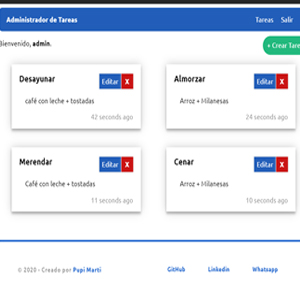 Administrador de Tareas
Tareas Salir
Bienvenido, admin.
+ Crear Tare
Desayunar
Editar X
café con leche + tostadas
42 seconds ago
Almorzar
Editar X
Arroz + Milanesas
24 seconds ago
Merendar
Editar X
Café con leche + tostadas
11 seconds ago
Cenar
Editar X
Arroz + Milanesas
10 seconds ago
© 2020 - Creado por Pupi Marti
GitHub
Linkedin
Whatsapp